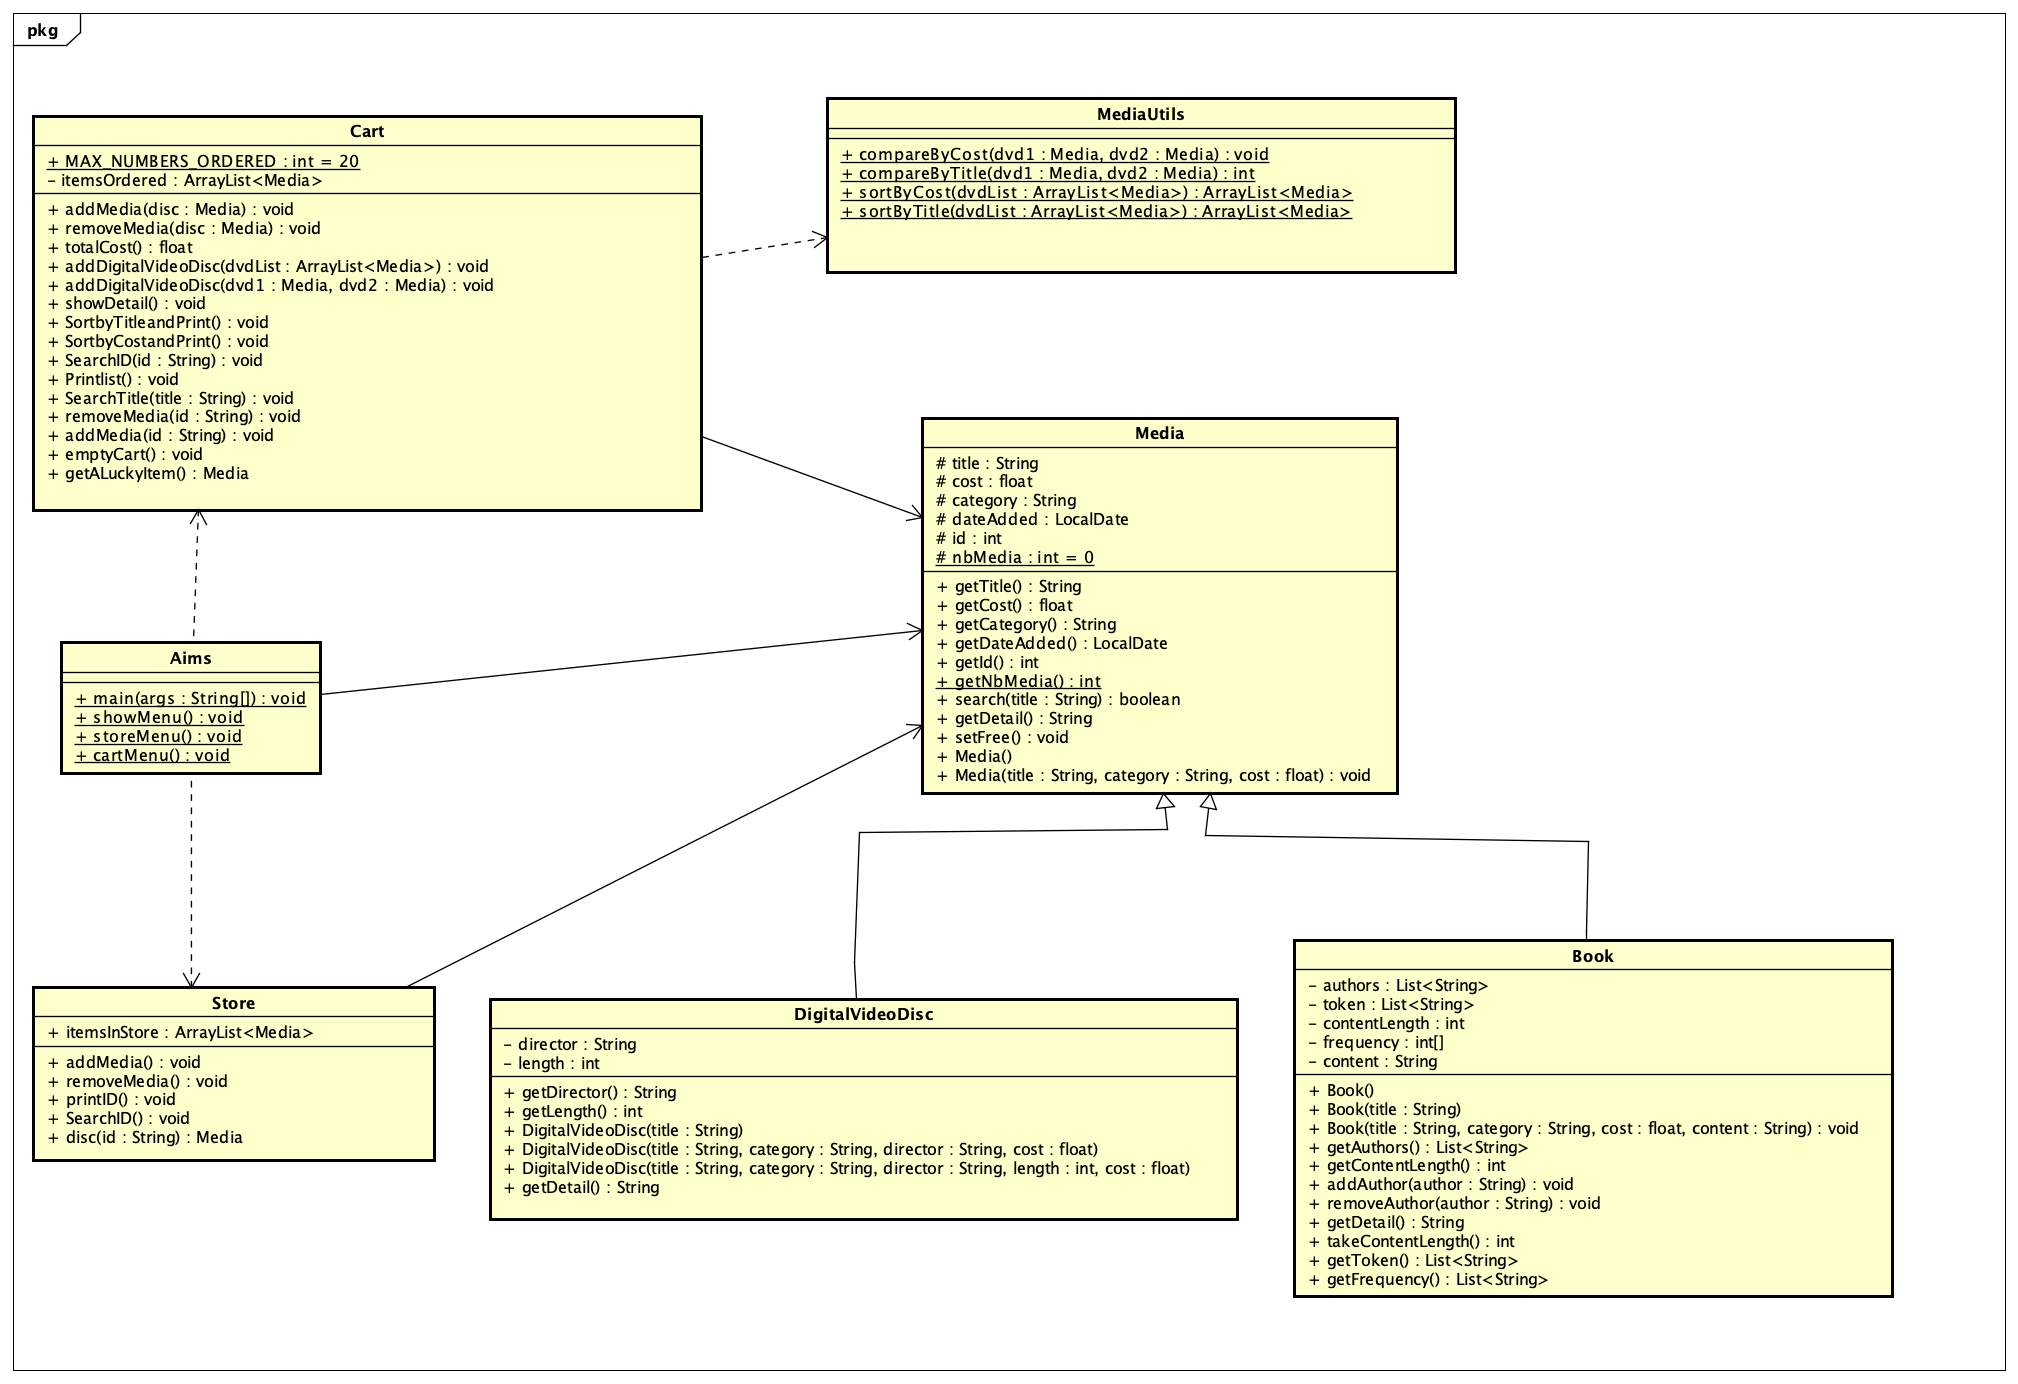 pkg
Cart
+ MAX_NUMBERS_ORDERED : int = 20
- itemsOrdered : ArrayList<Media>
+ addMedia(disc : Media) : void
+ removeMedia(disc : Media) : void
+ totalCost() : float
+ addDigitalVideoDisc(dvdList : ArrayList<Media>) : void
+ addDigitalVideoDisc(dvd1 : Media, dvd2 : Media) : void
+ showDetail() : void
+ SortbyTitleandPrint() : void
+ SortbyCostandPrint() : void
+ SearchID(id : String) : void
+ Printlist() : void
+ SearchTitle(title : String) : void
+ removeMedia(id : String) : void
+ addMedia(id : String) : void
+ emptyCart() : void
+ getALuckyItem() : Media
MediaUtils
+ compareByCost(dvd1 : Media, dvd2 : Media) : void
+ compareByTitle(dvd1 : Media, dvd2 : Media) : int
+ sortByCost(dvdList : ArrayList<Media>) : ArrayList<Media>
+ sortByTitle(dvdList : ArrayList<Media>) : ArrayList<Media>
Media
# title : String
# cost : float
# category : String
# dateAdded : LocalDate
# id : int
# nbMedia : int = 0
+ getTitle() : String
+ getCost() : float
+ getCategory() : String
+ getDateAdded() : LocalDate
+ getId() : int
+ getNbMedia() : int
+ search(title : String) : boolean
+ getDetail() : String
+ setFree() : void
+ Media()
+ Media(title : String, category : String, cost : float) : void
Aims
+ main(args : String[]) : void
+ showMenu() : void
+ storeMenu() : void
+ cartMenu() : void
Store
+ itemsInStore : ArrayList<Media>
+ addMedia() : void
+ removeMedia() : void
+ printID() : void
+ SearchID() : void
+ disc(id : String) : Media
DigitalVideoDisc
- director : String
- length : int
+ getDirector() : String
+ getLength() : int
+ DigitalVideoDisc(title : String)
+ DigitalVideoDisc(title : String, category : String, director : String, cost : float)
+ DigitalVideoDisc(title : String, category : String, director : String, length : int, cost : float)
+ getDetail() : String
Book
- authors : List<String>
- token : List<String>
- contentLength : int
- frequency : int[]
- content : String
+ Book()
+ Book(title : String)
+ Book(title : String, category : String, cost : float, content : String) : void
+ getAuthors() : List<String>
+ getContentLength() : int
+ addAuthor(author : String) : void
+ removeAuthor(author : String) : void
+ getDetail() : String
+ takeContentLength() : int
+ getToken() : List<String>
+ getFrequency() : List<String>